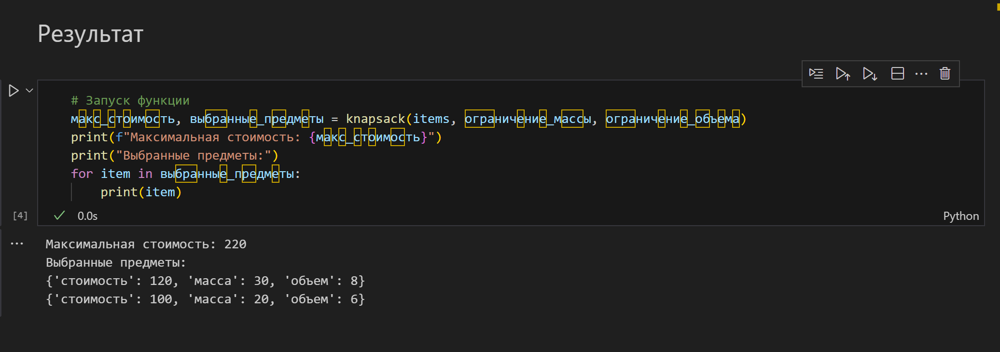 Результат
# Запуск функции
макс_стоимость, выбранные_предметы = knapsack(items, ограничение_массы, ограничение_объема)
print(f"Максимальная стоимость: {макс_стоимость}")
print("Выбранные предметы:")
for item in выбранные_предметы:
    print(item)
[4]
0.0s
Python
Максимальная стоимость: 220
Выбранные предметы:
{'стоимость': 120, 'масса': 30, 'объем': 8}
{'стоимость': 100, 'масса': 20, 'объем': 6}